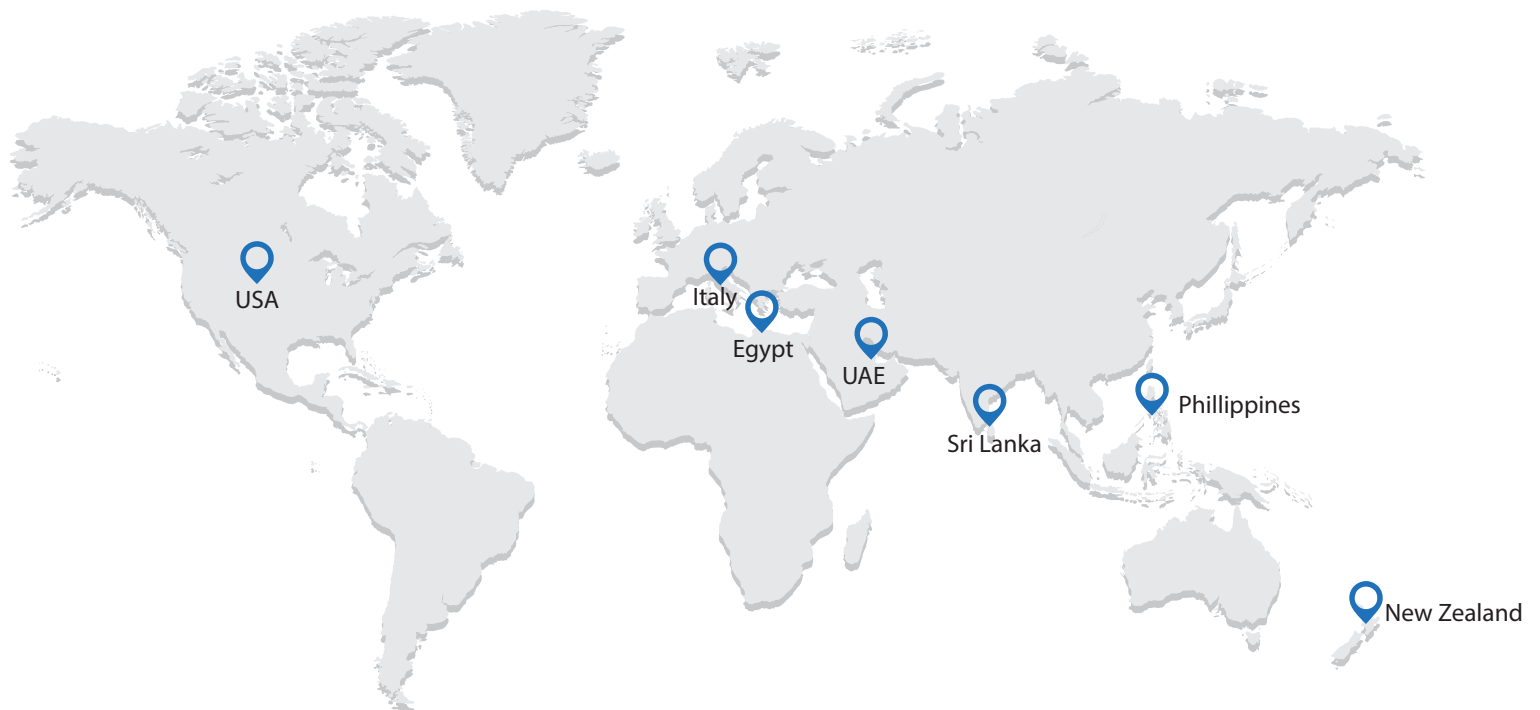 USA
Italy
Egypt
UAE
Phillippines
Sri Lanka
New Zealand